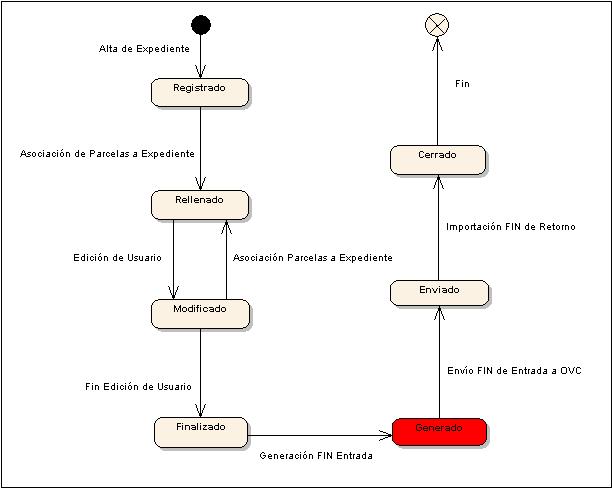 Alta de Expediente
Registrado
Asociación de Parcelas a Expediente
Rellenado
Edición de Usuario
Asociación Parcelas a Expediente
Modificado
Fin Edición de Usuario
Finalizado
Generación FIN Entrada
Generado
Envío FIN de Entrada a OVC
Enviado
Importación FIN de Retorno
Cerrado
Fin